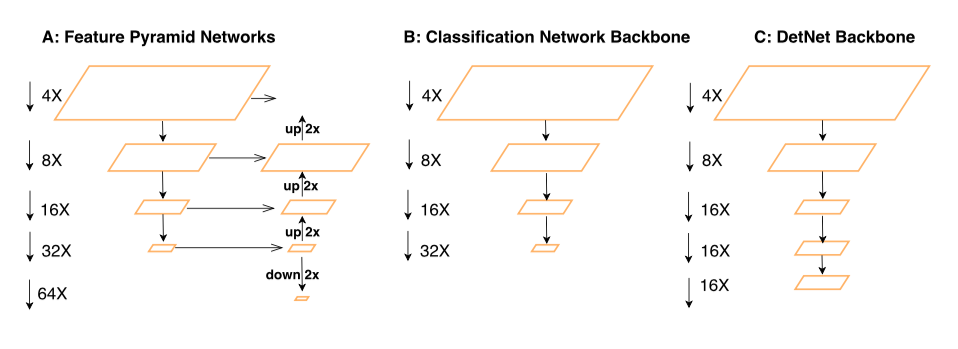 A: Feature Pyramid Networks
4X
up 2x
8X
up 2x
16X
up 2x
32X
down 2x
64X
B: Classification Network Backbone
4X
8X
16X
32X
C: DetNet Backbone
4X
8X
16X
16X
16X